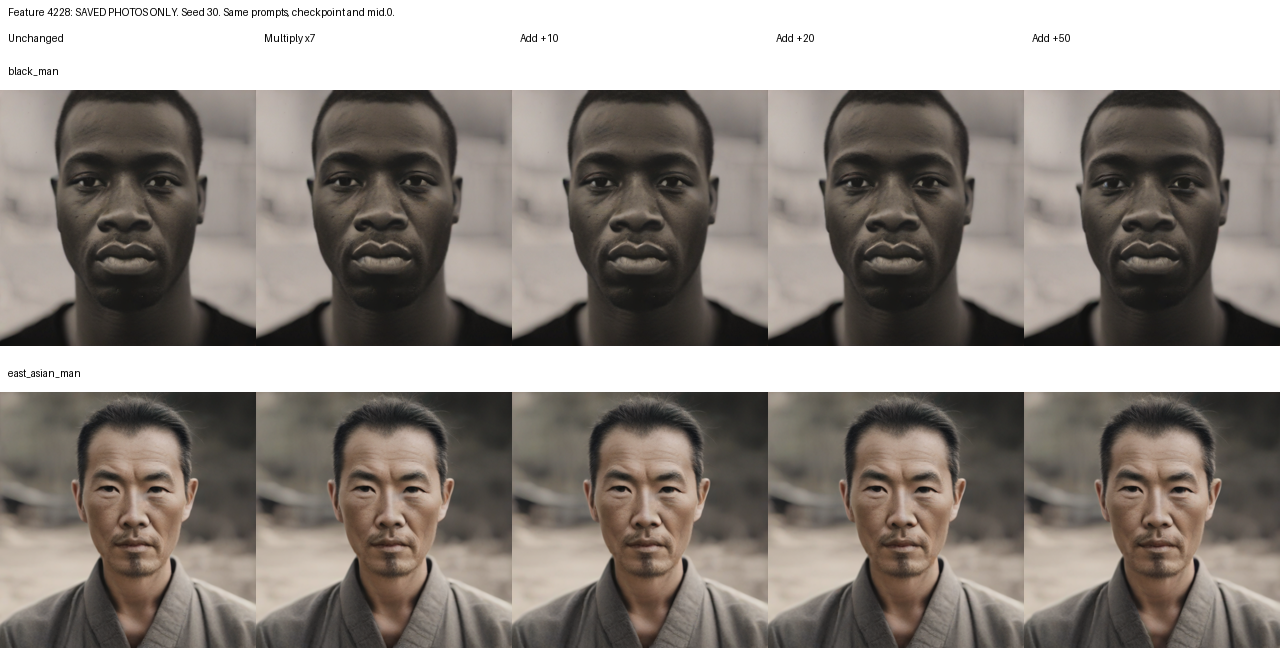 Feature 4228: SAVED PHOTOS ONLY. Seed 30. Same prompts, checkpoint and mid.0.
Unchanged Multiply x7 Add +10 Add +20 Add +50
black_man
east_asian_man